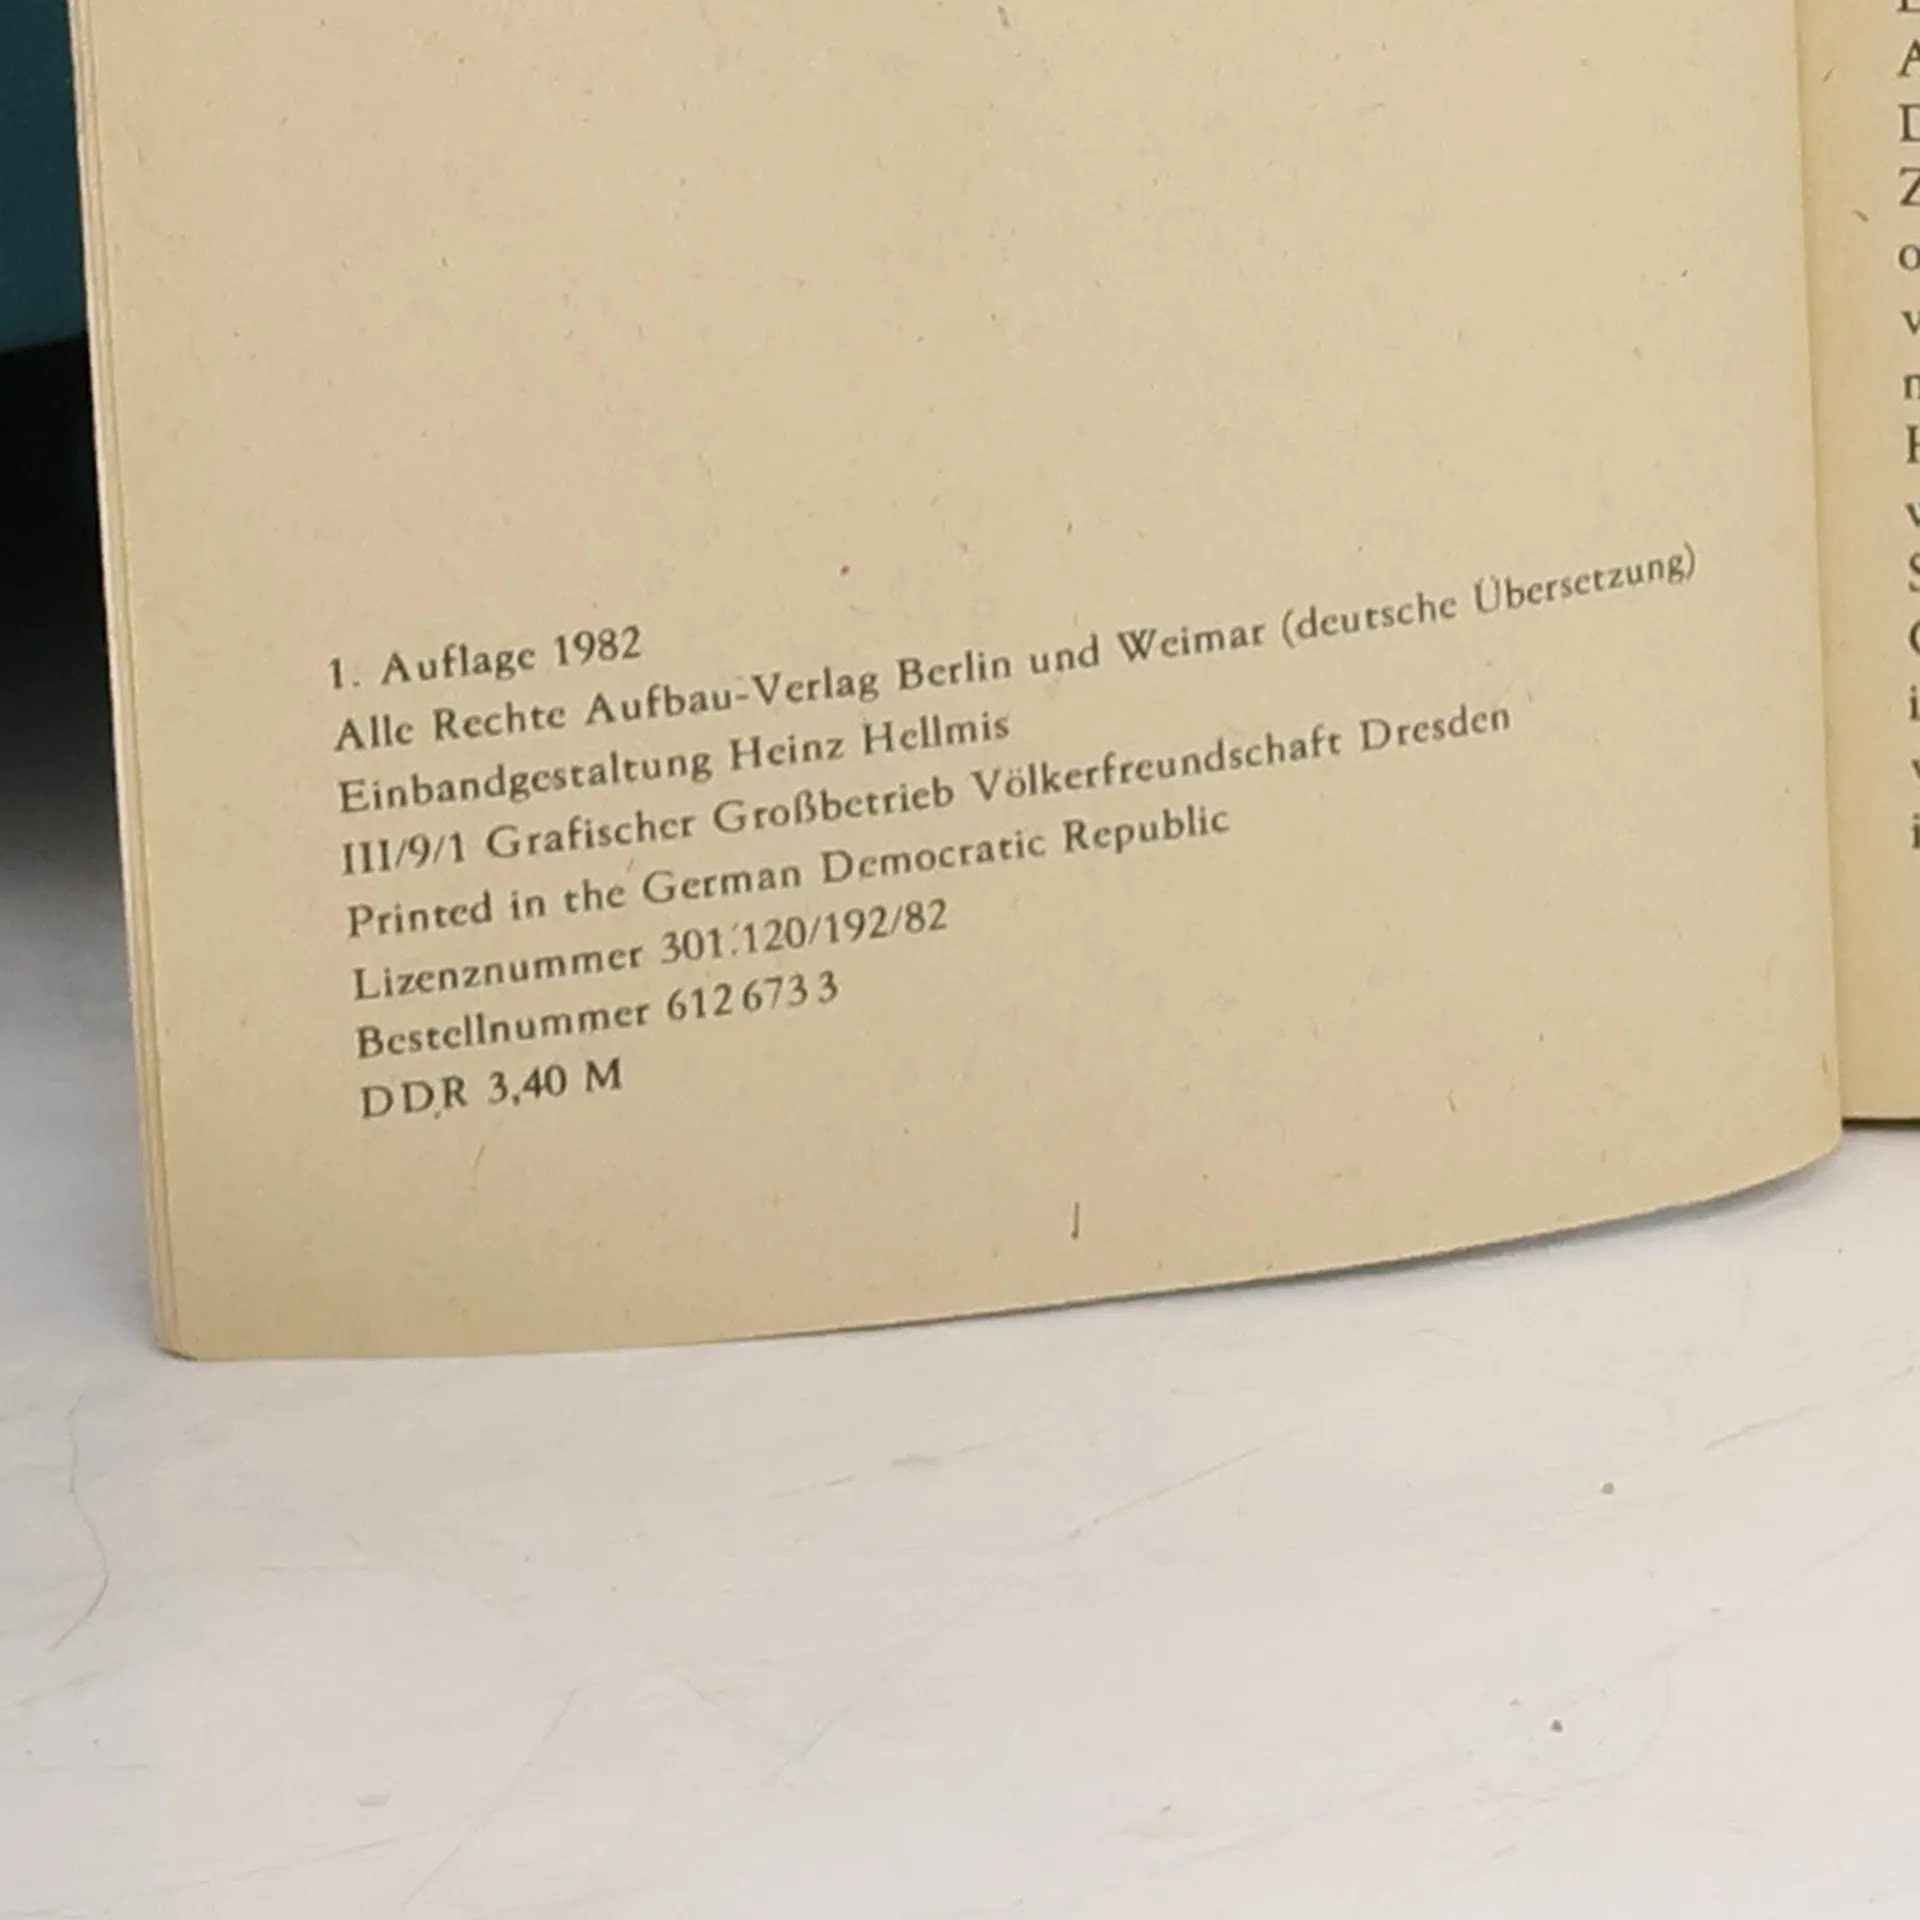 1. Auflage 1982
Alle Rechte Aufbau-Verlag Berlin und Weimar (deutsche Übersetzung)
Einbandgestaltung Heinz Hellmis
III/9/1 Grafischer Großbetrieb Völkerfreundschaft Dresden
Printed in the German Democratic Republic
Lizenznummer 301.120/192/82
Bestellnummer 612 673 3
DDR 3,40 M